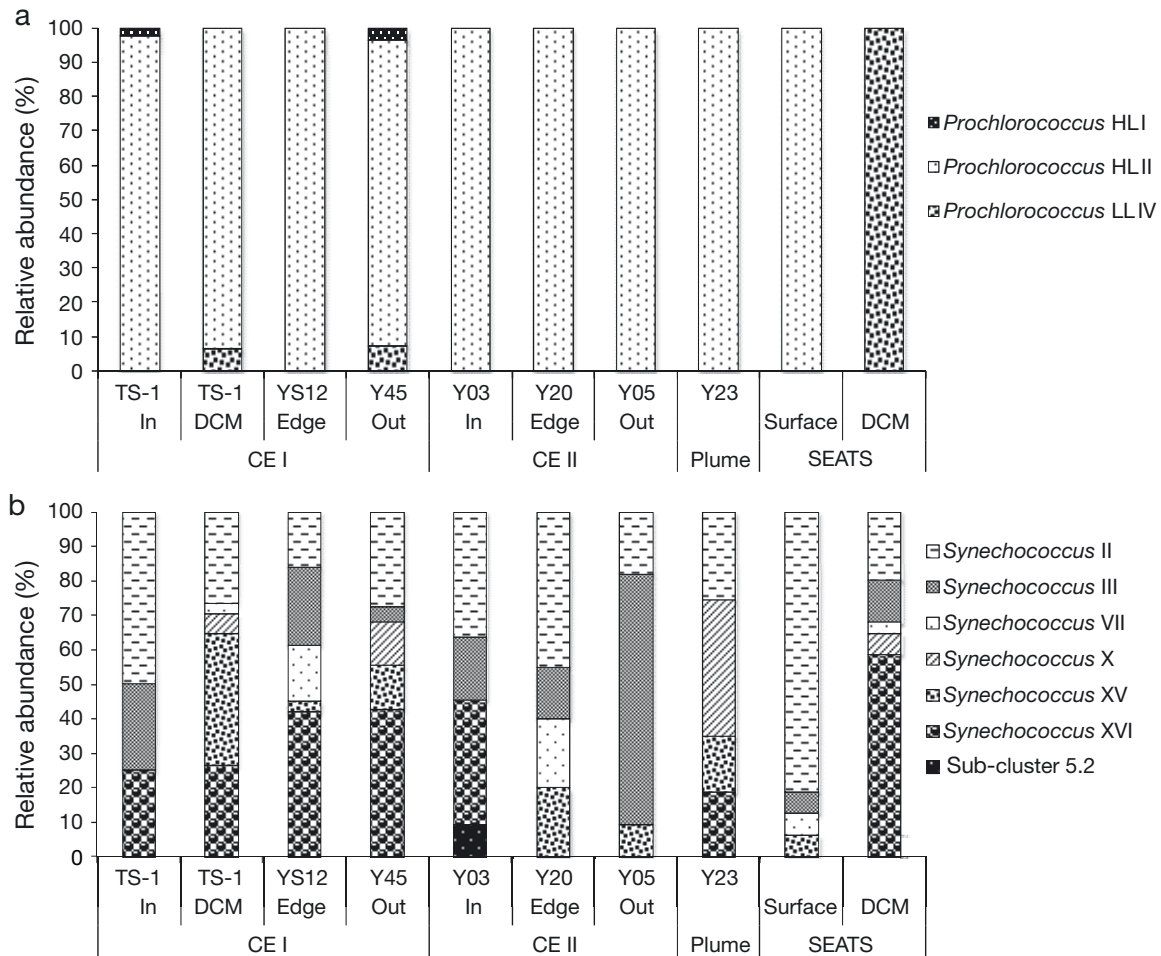 a
Relative abundance (%)
100
90
80
70
60
50
40
30
20
10
0
Prochlorococcus HLI
Prochlorococcus HLII
Prochlorococcus LLIV
TS-1 TS-1 YS12 Y45 Y03 Y20 Y05 Y23
In DCM Edge Out In Edge Out Surface DCM
CE I CE II Plume SEATS
b
Relative abundance (%)
100
90
80
70
60
50
40
30
20
10
0
Synechococcus II
Synechococcus III
Synechococcus VII
Synechococcus X
Synechococcus XV
Synechococcus XVI
Sub-cluster 5.2
TS-1 TS-1 YS12 Y45 Y03 Y20 Y05 Y23
In DCM Edge Out In Edge Out Surface DCM
CE I CE II Plume SEATS